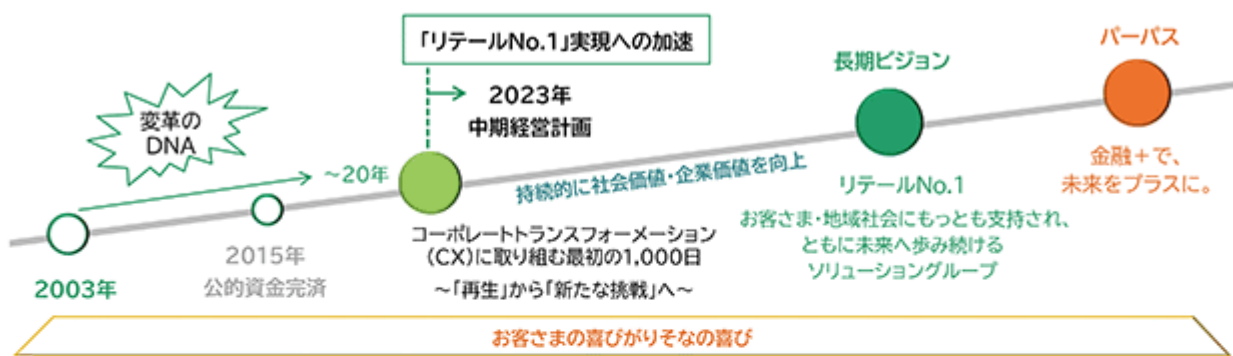 「リテールNo.1」実現への加速
2023年
中期経営計画
変革の
DNA
～20年
2003年
2015年
公的資金完済
コーポレートトランスフォーメーション
（CX）に取り組む最初の1,000日
～「再生」から「新たな挑戦」へ～
持続的に社会価値・企業価値を向上
長期ビジョン
リテールNo.1
お客さま・地域社会にもっとも支持され、
ともに未来へ歩み続ける
ソリューショングループ
パーパス
金融＋で、
未来をプラスに。
お客さまの喜びがりそなの喜び